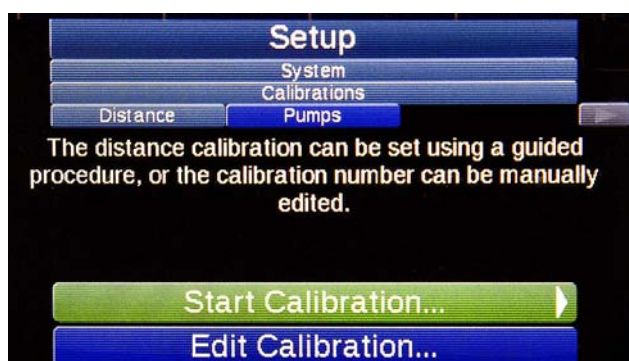 Setup
System
Calibrations
Distance Pumps
The distance calibration can be set using a guided
procedure, or the calibration number can be manually
edited.
Start Calibration...
Edit Calibration...